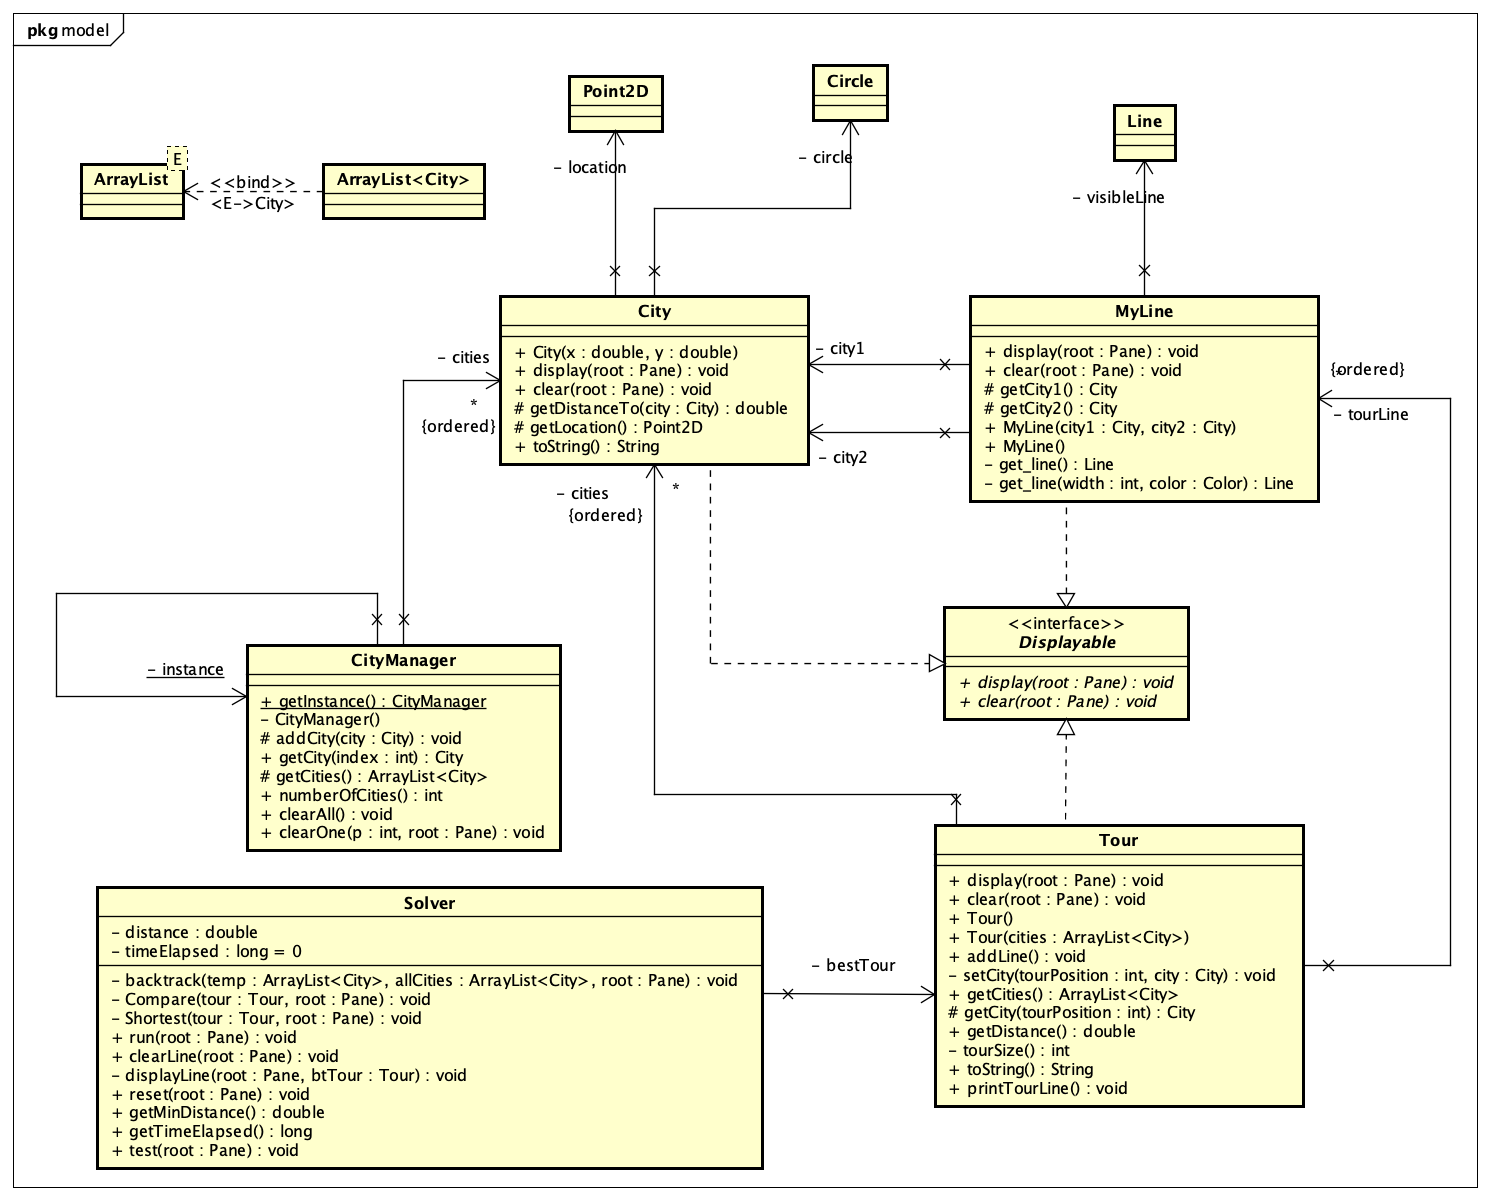 pkg model
Point2D
Circle
Line
- location
- circle
- visibleLine
E
ArrayList
<<bind>>
<E->City>
ArrayList<City>
City
+ City(x : double, y : double)
+ display(root : Pane) : void
+ clear(root : Pane) : void
# getDistanceTo(city : City) : double
# getLocation() : Point2D
+ toString() : String
- cities
*
{ordered}
- city1
- city2
MyLine
+ display(root : Pane) : void
+ clear(root : Pane) : void
# getCity1() : City
# getCity2() : City
+ MyLine(city1 : City, city2 : City)
+ MyLine()
- get_line() : Line
- get_line(width : int, color : Color) : Line
{ordered}
*
- tourLine
- cities
*
{ordered}
<<interface>>
Displayable
+ display(root : Pane) : void
+ clear(root : Pane) : void
- instance
CityManager
+ getInstance() : CityManager
- CityManager()
# addCity(city : City) : void
+ getCity(index : int) : City
# getCities() : ArrayList<City>
+ numberOfCities() : int
+ clearAll() : void
+ clearOne(p : int, root : Pane) : void
Solver
- distance : double
- timeElapsed : long = 0
- backtrack(temp : ArrayList<City>, allCities : ArrayList<City>, root : Pane) : void
- Compare(tour : Tour, root : Pane) : void
- Shortest(tour : Tour, root : Pane) : void
+ run(root : Pane) : void
+ clearLine(root : Pane) : void
- displayLine(root : Pane, btTour : Tour) : void
+ reset(root : Pane) : void
+ getMinDistance() : double
+ getTimeElapsed() : long
+ test(root : Pane) : void
- bestTour
Tour
+ display(root : Pane) : void
+ clear(root : Pane) : void
+ Tour()
+ Tour(cities : ArrayList<City>)
+ addLine() : void
- setCity(tourPosition : int, city : City) : void
+ getCities() : ArrayList<City>
# getCity(tourPosition : int) : City
+ getDistance() : double
- tourSize() : int
+ toString() : String
+ printTourLine() : void